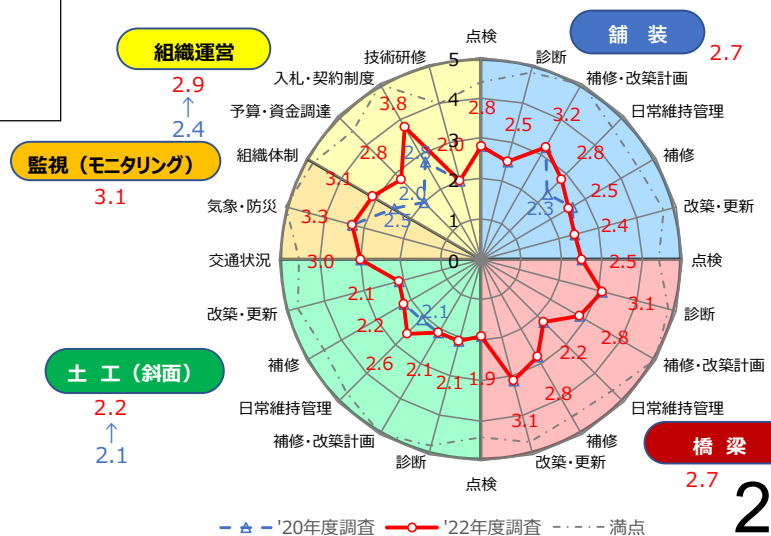 組織運営
2.9
↑
2.4
舗 装
2.7
監視（モニタリング）
3.1
土 工（斜面）
2.2
↑
2.1
橋 梁
2.7
点検
診断
補修・改築計画
日常維持管理
補修
改築・更新
点検
診断
補修・改築計画
日常維持管理
補修
改築・更新
点検
診断
補修・改築計画
日常維持管理
補修
改築・更新
交通状況
気象・防災
組織体制
予算・資金調達
入札・契約制度
技術研修
5
4
3
2
1
0
2.8
2.5
3.2
2.8
2.3
2.5
2.4
2.5
3.1
2.8
2.2
2.8
3.1
1.9
2.1
2.1
2.6
2.1
2.2
2.1
3.0
3.3
2.5
3.1
2.0
2.8
2.8
3.8
2.0
'20年度調査
'22年度調査
満点
2